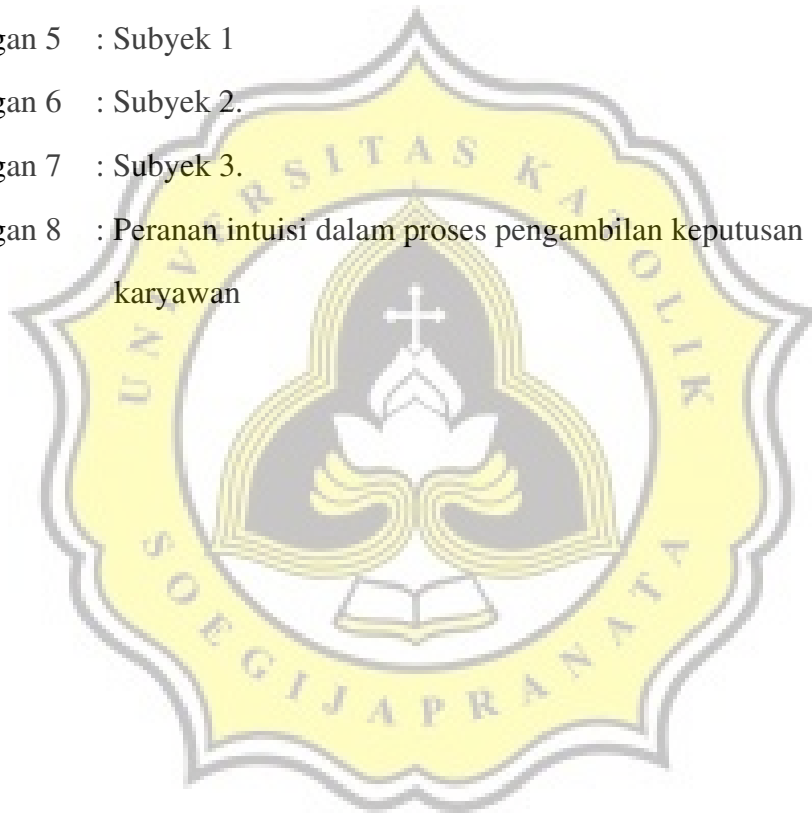 gan 5 : Subyek 1
gan 6 : Subyek 2.
gan 7 : Subyek 3.
gan 8 : Peranan intuisi dalam proses pengambilan keputusan
karyawan
UNIVERSITAS KATOLIK
SOEGIJAPRANATA